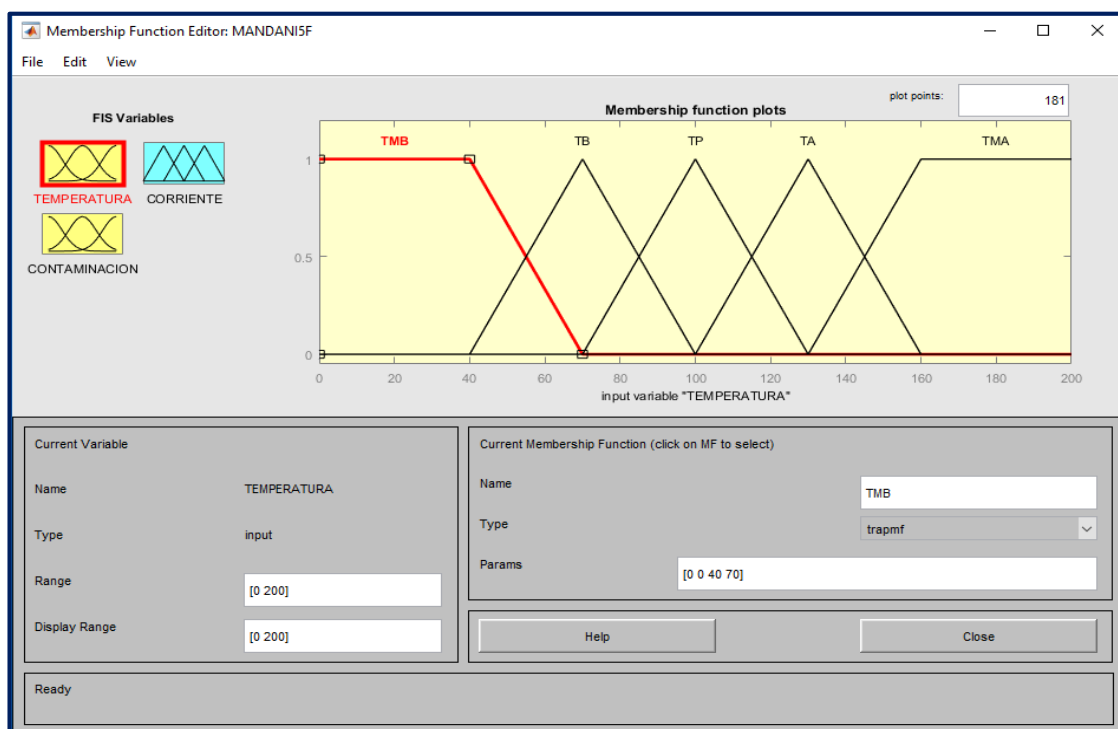 Membership Function Editor: MANDANI5F
File Edit View
FIS Variables
TEMPERATURA CORRIENTE
CONTAMINACION
plot points: 181
Membership function plots
TMB TB TP TA TMA
1
0.5
0
0 20 40 60 80 100 120 140 160 180 200
input variable "TEMPERATURA"
Current Variable
Name TEMPERATURA
Type input
Range [0 200]
Display Range [0 200]
Current Membership Function (click on MF to select)
Name TMB
Type trapmf
Params [0 0 40 70]
Help Close
Ready